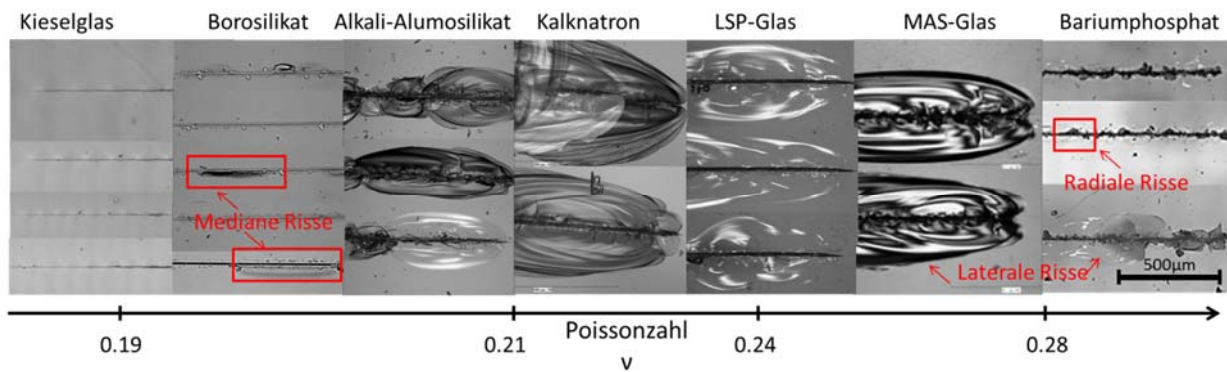 Kieselglas Borosilikat Alkali-Alumosilikat Kalknatron LSP-Glas MAS-Glas Bariumphosphat
Mediane Risse
Radiale Risse
Laterale Risse
500µm
Poissonzahl
ν
0.19 0.21 0.24 0.28